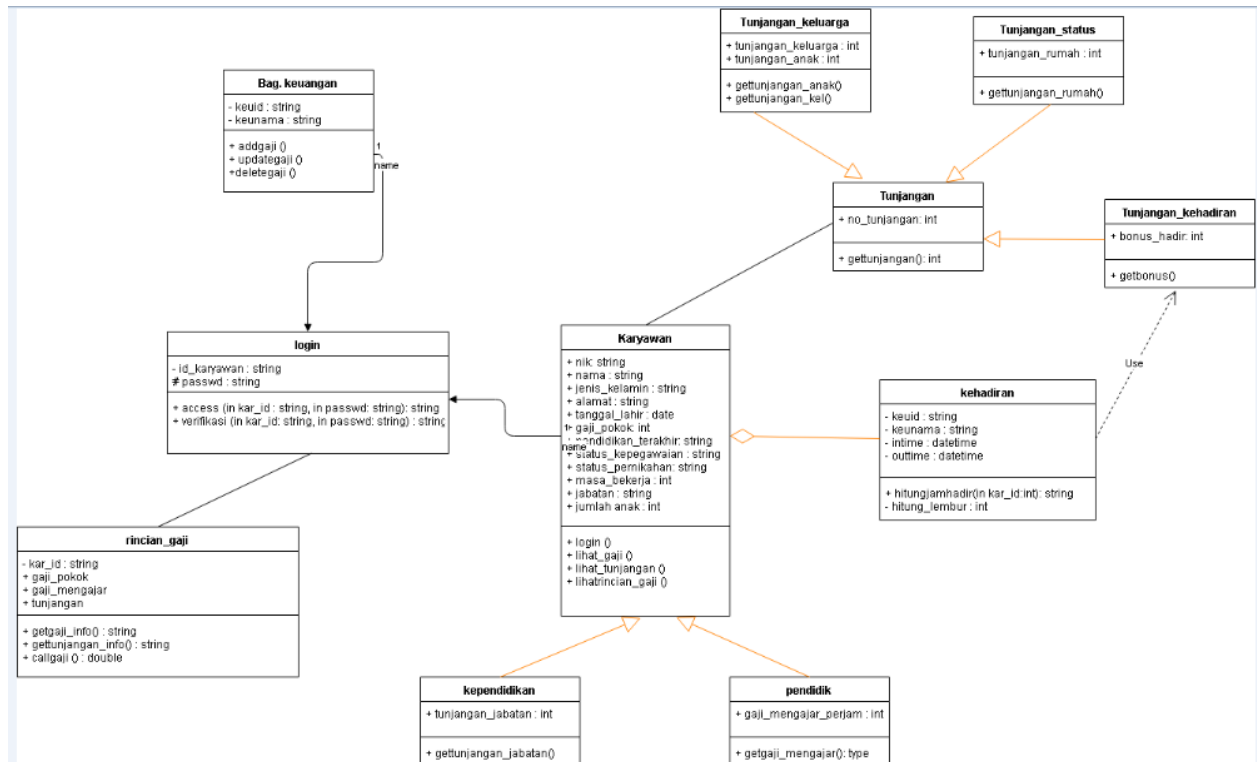 Tunjangan_keluarga
+ tunjangan_keluarga : int
+ tunjangan_anak : int
+ gettunjangan_anak()
+ gettunjangan_kel()
Tunjangan_status
+ tunjangan_rumah : int
+ gettunjangan_rumah()
Bag. keuangan
- keuid : string
- keunama : string
+ addgaji ()
+ updategaji ()
+deletegaji ()
1
name
Tunjangan
+ no_tunjangan: int
+ gettunjangan(): int
Tunjangan_kehadiran
+ bonus_hadir: int
+ getbonus()
Use
login
- id_karyawan : string
# passwd : string
+ access (in kar_id : string, in passwd: string): string
+ verifikasi (in kar_id: string, in passwd: string) : string
Karyawan
+ nik: string
+ nama : string
+ jenis_kelamin : string
+ alamat : string
+ tanggal_lahir : date
+ gaji_pokok: int
+ pendidikan_terakhir: string
+ status_kepegawaian : string
+ status_pernikahan: string
+ masa_bekerja : int
+ jabatan : string
+ jumlah anak : int
+ login ()
+ lihat_gaji ()
+ lihat_tunjangan ()
+ lihatrincian_gaji ()
1
name
kehadiran
- keuid : string
- keunama : string
- intime : datetime
- outtime : datetime
+ hitungjamhadir(in kar_id:int): string
- hitung_lembur : int
rincian_gaji
- kar_id : string
+ gaji_pokok
+ gaji_mengajar
+ tunjangan
+ getgaji_info() : string
+ gettunjangan_info() : string
+ callgaji () : double
kependidikan
+ tunjangan_jabatan : int
+ gettunjangan_jabatan()
pendidik
+ gaji_mengajar_perjam : int
+ getgaji_mengajar(): type